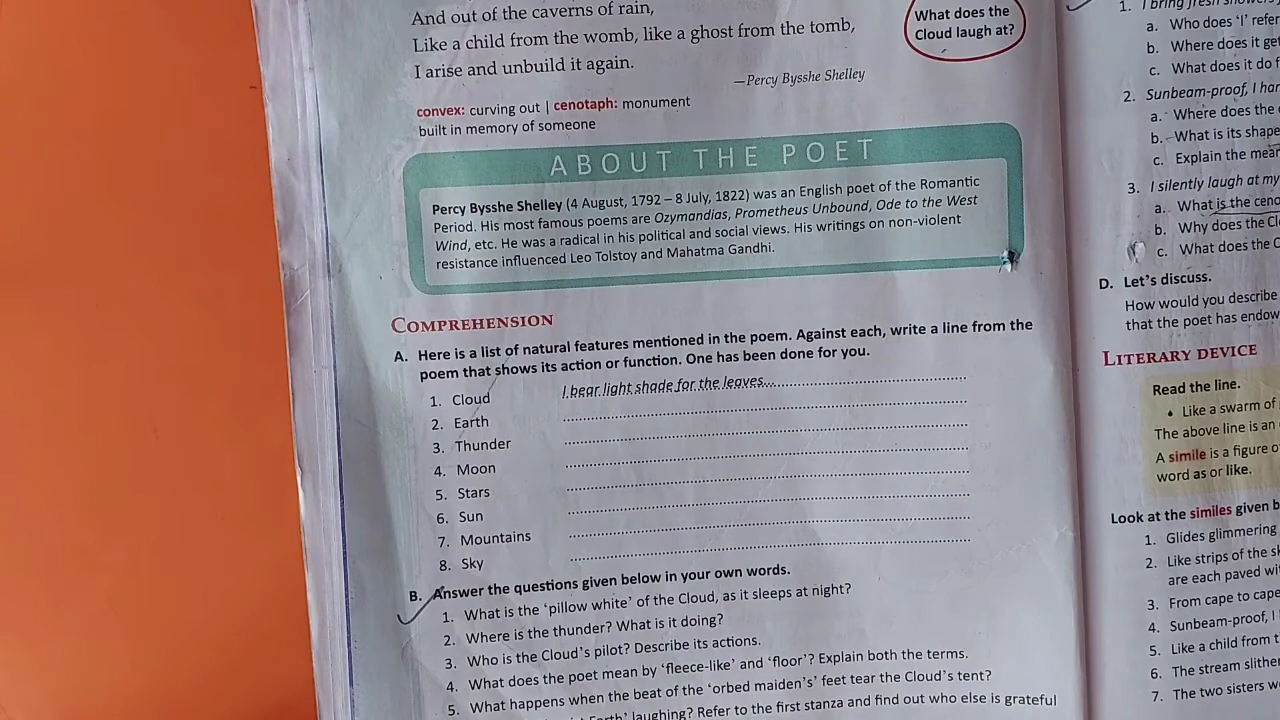 And out of the caverns of rain,
Like a child from the womb, like a ghost from the tomb,
I arise and unbuild it again.
—Percy Bysshe Shelley
What does the
Cloud laugh at?
convex: curving out | cenotaph: monument
built in memory of someone
ABOUT THE POET
Percy Bysshe Shelley (4 August, 1792 – 8 July, 1822) was an English poet of the Romantic
Period. His most famous poems are Ozymandias, Prometheus Unbound, Ode to the West
Wind, etc. He was a radical in his political and social views. His writings on non-violent
resistance influenced Leo Tolstoy and Mahatma Gandhi.
COMPREHENSION
A. Here is a list of natural features mentioned in the poem. Against each, write a line from the
poem that shows its action or function. One has been done for you.
1. Cloud I bear light shade for the leaves
2. Earth
3. Thunder
4. Moon
5. Stars
6. Sun
7. Mountains
8. Sky
B. Answer the questions given below in your own words.
1. What is the 'pillow white' of the Cloud, as it sleeps at night?
2. Where is the thunder? What is it doing?
3. Who is the Cloud's pilot? Describe its actions.
4. What does the poet mean by 'fleece-like' and 'floor'? Explain both the terms.
5. What happens when the beat of the 'orbed maiden's' feet tear the Cloud's tent?
laughing? Refer to the first stanza and find out who else is grateful
1. I bring fresh
a. Who does 'I'
b. Where does it
c. What does it do
2. Sunbeam-proof, I
a. Where does the
b. What is its shape
c. Explain the
3. I silently laugh at my
a. What is the
b. Why does the
c. What does the
D. Let's discuss.
How would you describe
that the poet has
LITERARY DEVICE
Read the line.
• Like a swarm of
The above line is an
A simile is a figure
word as or like.
Look at the similes given
1. Glides glimmering
2. Like strips of the
are each paved
3. From cape to cape
4. Sunbeam-proof, I
5. Like a child from
6. The stream
7. The two sisters